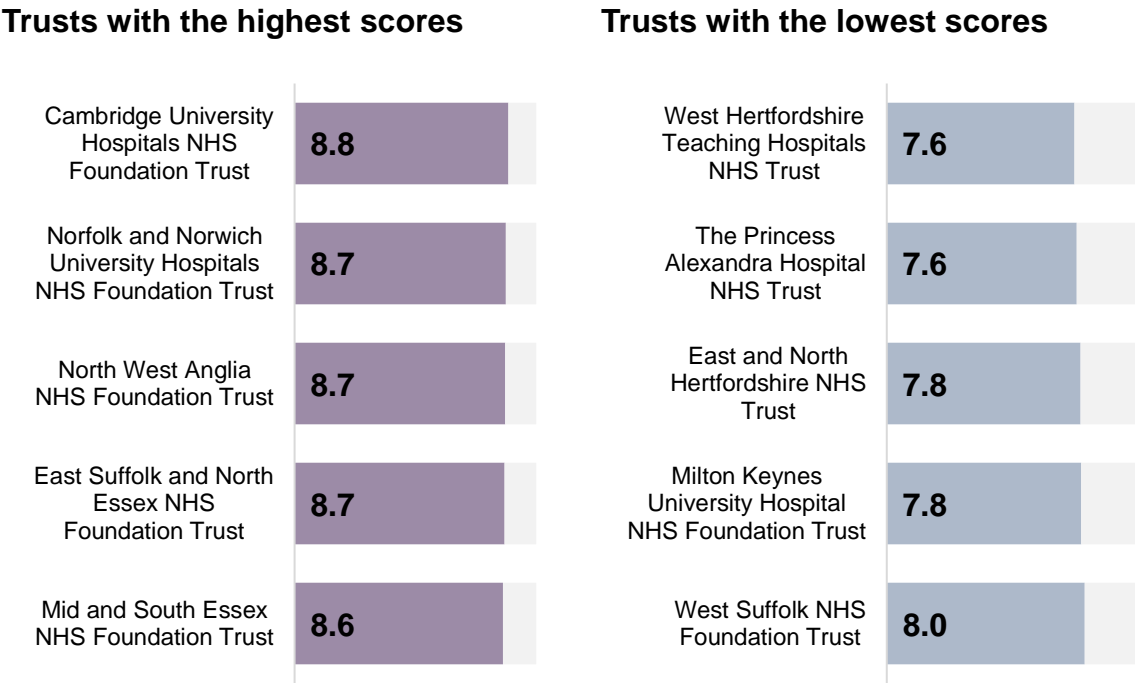 Trusts with the highest scores
Cambridge University
Hospitals NHS
Foundation Trust
8.8
Norfolk and Norwich
University Hospitals
NHS Foundation Trust
8.7
North West Anglia
NHS Foundation Trust
8.7
East Suffolk and North
Essex NHS
Foundation Trust
8.7
Mid and South Essex
NHS Foundation Trust
8.6
Trusts with the lowest scores
West Hertfordshire
Teaching Hospitals
NHS Trust
7.6
The Princess
Alexandra Hospital
NHS Trust
7.6
East and North
Hertfordshire NHS
Trust
7.8
Milton Keynes
University Hospital
NHS Foundation Trust
7.8
West Suffolk NHS
Foundation Trust
8.0